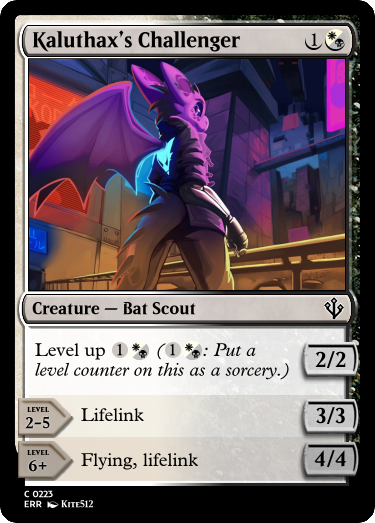 Kaluthax's Challenger 1
Creature — Bat Scout
Level up 1 (1 : Put a
level counter on this as a sorcery.)
2/2
LEVEL
2-5
Lifelink
3/3
LEVEL
6+
Flying, lifelink
4/4
C 0223
ERR KITE512